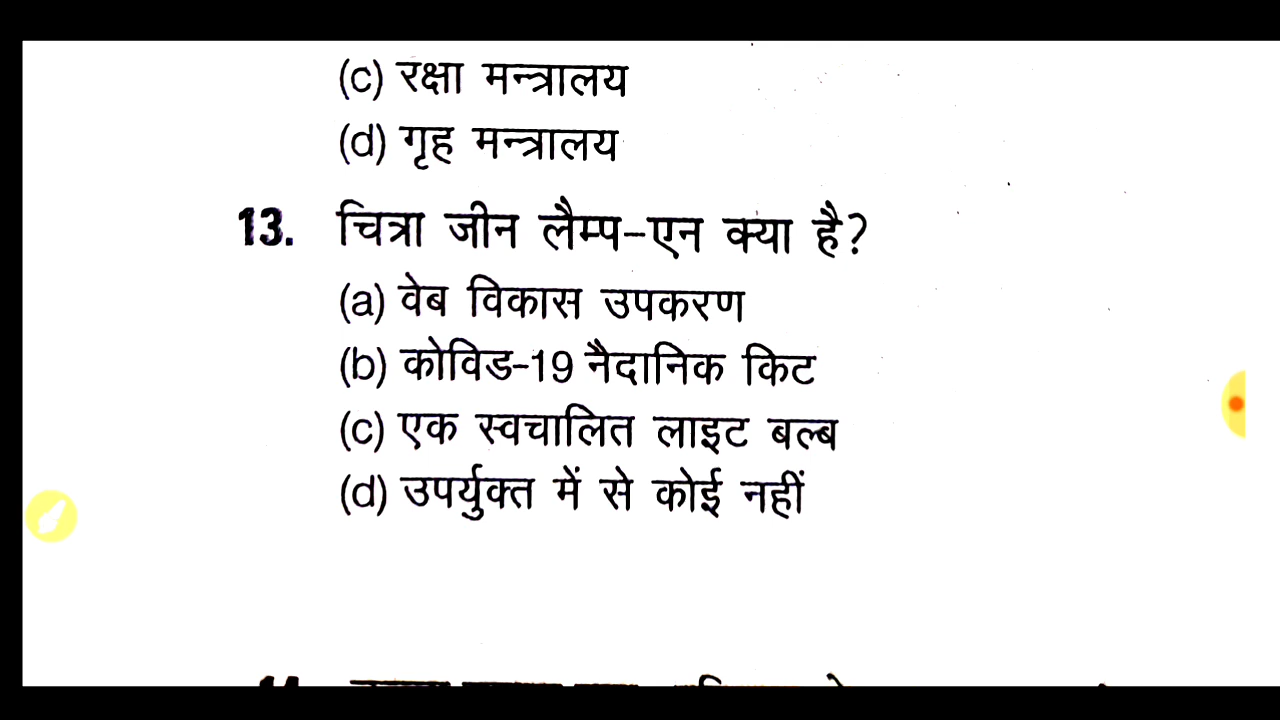 (c) रक्षा मन्त्रालय
(d) गृह मन्त्रालय
13. चित्रा जीन लैम्प-एन क्या है?
(a) वेब विकास उपकरण
(b) कोविड-19 नैदानिक किट
(c) एक स्वचालित लाइट बल्ब
(d) उपर्युक्त में से कोई नहीं